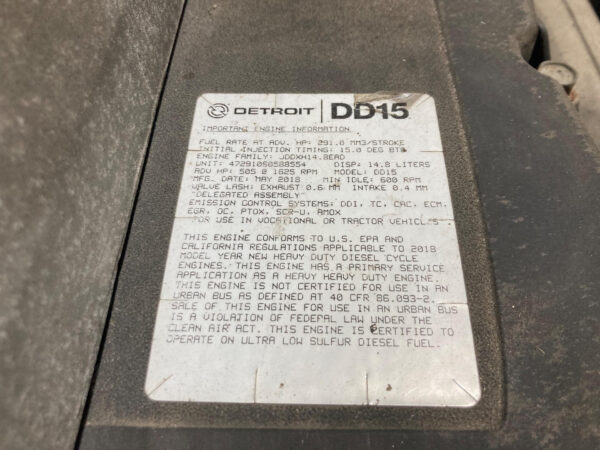 DETROIT DD15
IMPORTANT ENGINE INFORMATION
FUEL RATE AT ADV. HP: 291.0 MM3/STROKE
INITIAL INJECTION TIMING: 15.0 DEG BTC
ENGINE FAMILY: JDDXH14.8EAD
UNIT: 472910S0588554 DISP: 14.8 LITERS
ADV HP: 505 @ 1625 RPM MODEL: DD15
MFG. DATE: MAY 2018 MIN IDLE: 600 RPM
VALVE LASH: EXHAUST 0.6 MM INTAKE 0.4 MM
"DELEGATED ASSEMBLY"
EMISSION CONTROL SYSTEMS: DDI, TC, CAC, ECM,
EGR, OC, PTOX, SCR-U, AMOX
FOR USE IN VOCATIONAL OR TRACTOR VEHICLES
THIS ENGINE CONFORMS TO U.S. EPA AND
CALIFORNIA REGULATIONS APPLICABLE TO 2018
MODEL YEAR NEW HEAVY DUTY DIESEL CYCLE
ENGINES. THIS ENGINE HAS A PRIMARY SERVICE
APPLICATION AS A HEAVY HEAVY DUTY ENGINE.
THIS ENGINE IS NOT CERTIFIED FOR USE IN AN
URBAN BUS AS DEFINED AT 40 CFR 86.093-2.
SALE OF THIS ENGINE FOR USE IN AN URBAN BUS
IS A VIOLATION OF FEDERAL LAW UNDER THE
CLEAN AIR ACT. THIS ENGINE IS CERTIFIED TO
OPERATE ON ULTRA LOW SULFUR DIESEL FUEL.